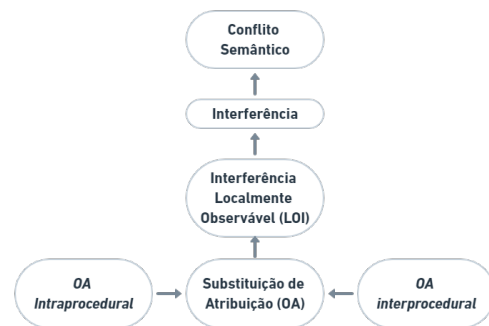 Conflito
Semântico
Interferência
Interferência
Localmente
Observável (LOI)
OA
Intraprocedural
Substituição de
Atribuição (OA)
OA
interprocedural